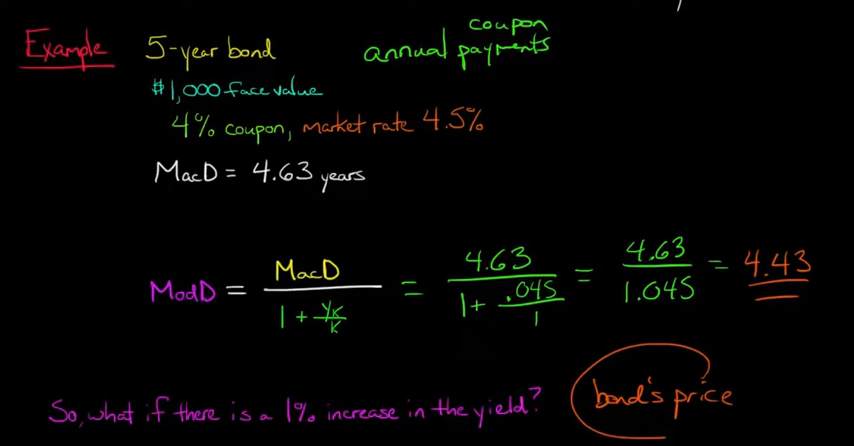 Example 5-year bond annual coupon payments
$1,000 face value
4% coupon, market rate 4.5%
MacD = 4.63 years
ModD = MacD / (1 + yk/k) = 4.63 / (1 + .045/1) = 4.63 / 1.045 = 4.43
So, what if there is a 1% increase in the yield? bond's price